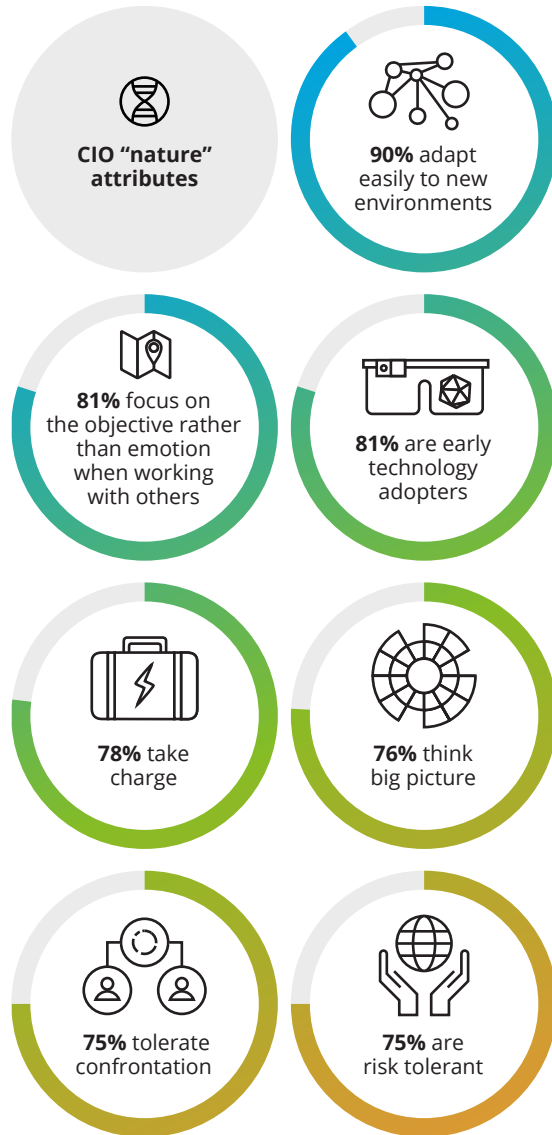 CIO “nature”
attributes
90% adapt
easily to new
environments
81% focus on
the objective rather
than emotion
when working
with others
81% are early
technology
adopters
78% take
charge
76% think
big picture
75% tolerate
confrontation
75% are
risk tolerant